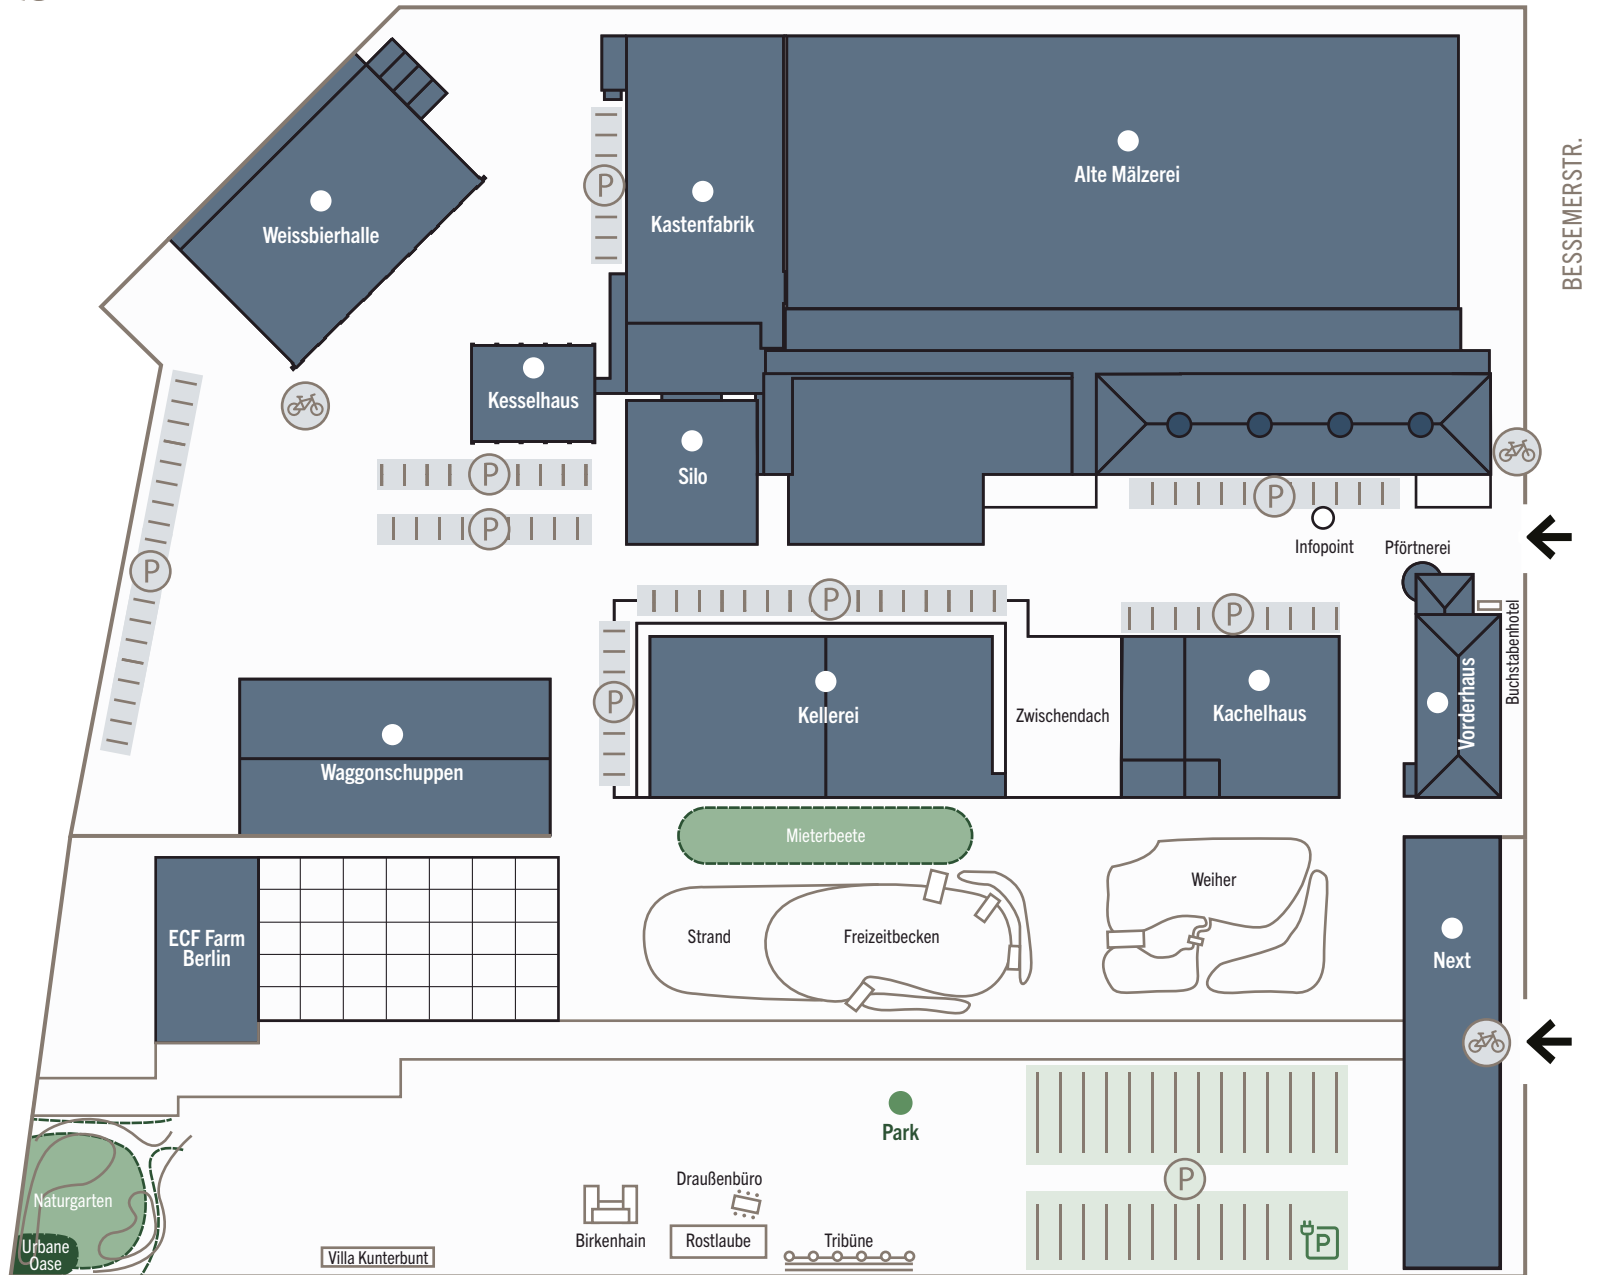 BESSEMERSTR.
Alte Mälzerei
P
Kastenfabrik
Weissbierhalle
Kesselhaus
Silo
P
P
P
Infopoint
Pförtnerei
P
P
P
Buchstabenhotel
Vorderhaus
P
Kellerei
Zwischendach
Kachelhaus
Waggonschuppen
Mieterbeete
Weiher
Strand
Freizeitbecken
ECF Farm
Berlin
Next
Park
Draußenbüro
P
Naturgarten
Birkenhain
Rostlaube
Tribüne
P
Urbane
Oase
Villa Kunterbunt